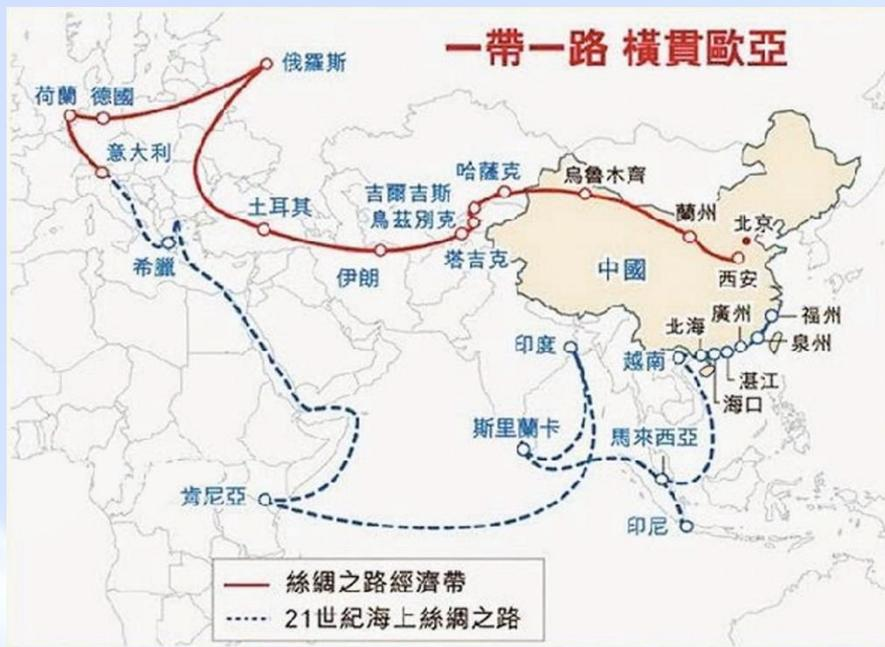 一帶一路 橫貫歐亞
俄羅斯
荷蘭
德國
意大利
哈薩克
烏魯木齊
吉爾吉斯
烏茲別克
土耳其
蘭州
北京
希臘
伊朗
塔吉克
中國
西安
福州
廣州
北海
泉州
印度
越南
湛江
海口
斯里蘭卡
馬來西亞
肯尼亞
印尼
絲綢之路經濟帶
21世紀海上絲綢之路